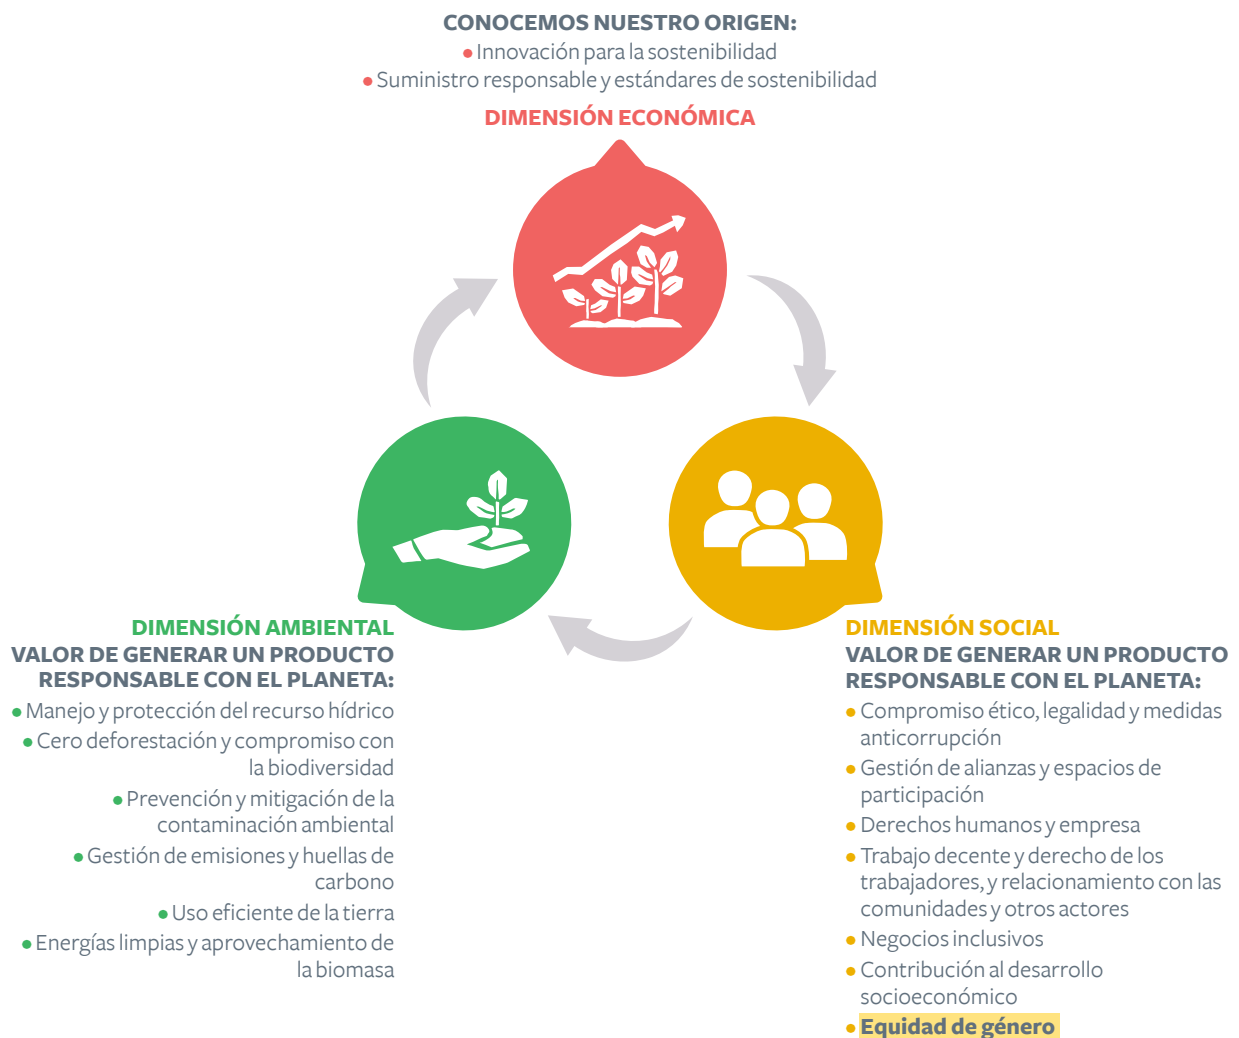 CONOCEMOS NUESTRO ORIGEN:
• Innovación para la sostenibilidad
• Suministro responsable y estándares de sostenibilidad
DIMENSIÓN ECONÓMICA
DIMENSIÓN AMBIENTAL
VALOR DE GENERAR UN PRODUCTO
RESPONSABLE CON EL PLANETA:
• Manejo y protección del recurso hídrico
• Cero deforestación y compromiso con
la biodiversidad
• Prevención y mitigación de la
contaminación ambiental
• Gestión de emisiones y huellas de
carbono
• Uso eficiente de la tierra
• Energías limpias y aprovechamiento de
la biomasa
DIMENSIÓN SOCIAL
VALOR DE GENERAR UN PRODUCTO
RESPONSABLE CON EL PLANETA:
• Compromiso ético, legalidad y medidas
anticorrupción
• Gestión de alianzas y espacios de
participación
• Derechos humanos y empresa
• Trabajo decente y derecho de los
trabajadores, y relacionamiento con las
comunidades y otros actores
• Negocios inclusivos
• Contribución al desarrollo
socioeconómico
• Equidad de género